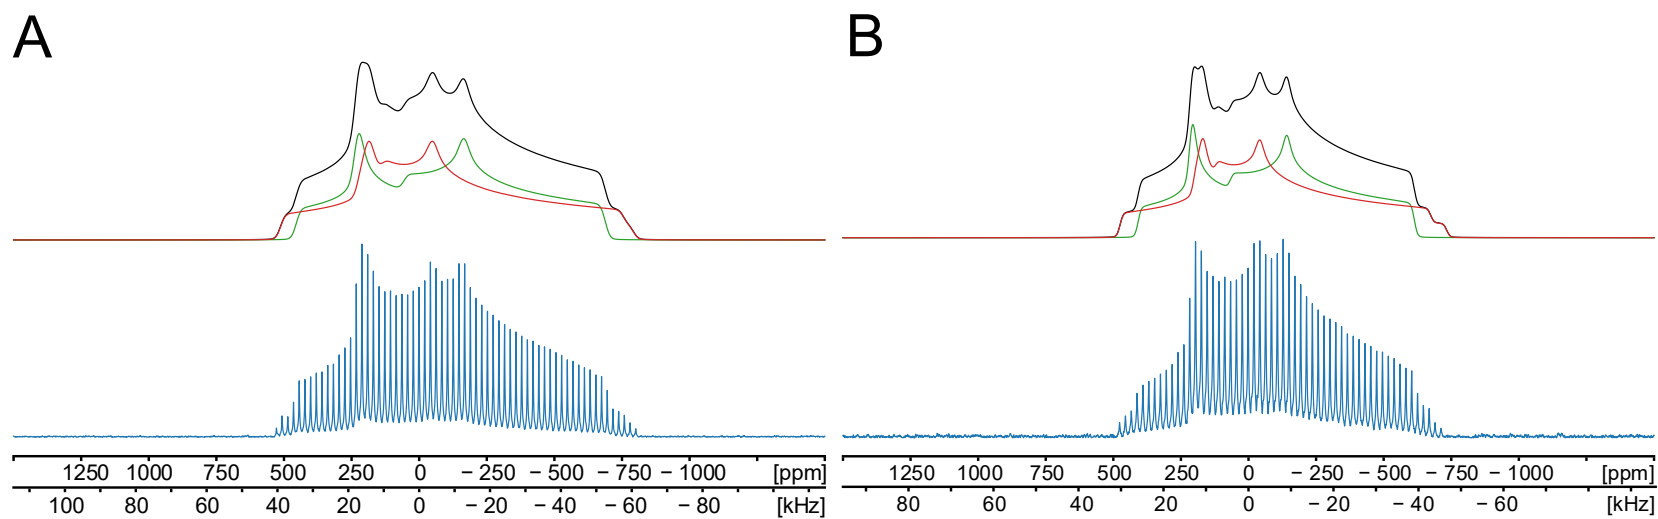 A
B
1250 1000 750 500 250 0 − 250 − 500 − 750 − 1000 [ppm]
100 80 60 40 20 0 − 20 − 40 − 60 − 80 [kHz]
1250 1000 750 500 250 0 − 250 − 500 − 750 − 1000 [ppm]
80 60 40 20 0 − 20 − 40 − 60 [kHz]